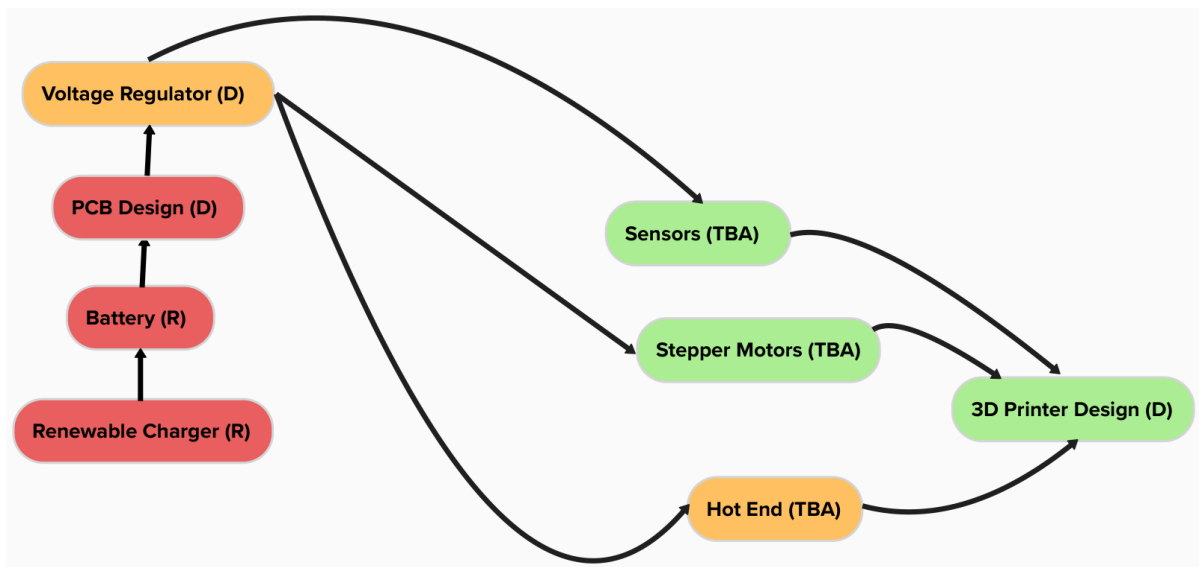 Voltage Regulator (D)
PCB Design (D)
Battery (R)
Renewable Charger (R)
Sensors (TBA)
Stepper Motors (TBA)
3D Printer Design (D)
Hot End (TBA)